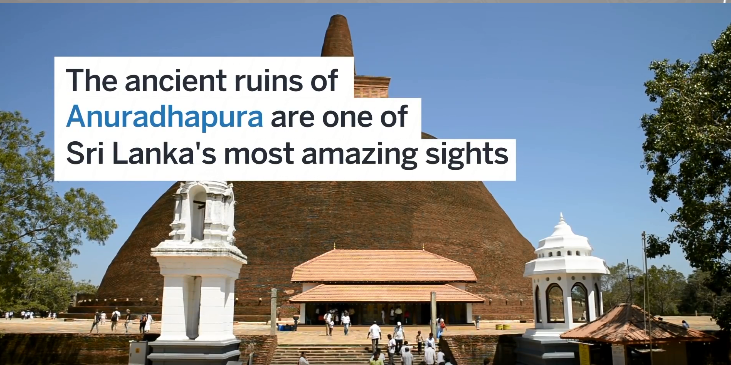 The ancient ruins of
Anuradhapura are one of
Sri Lanka's most amazing sights